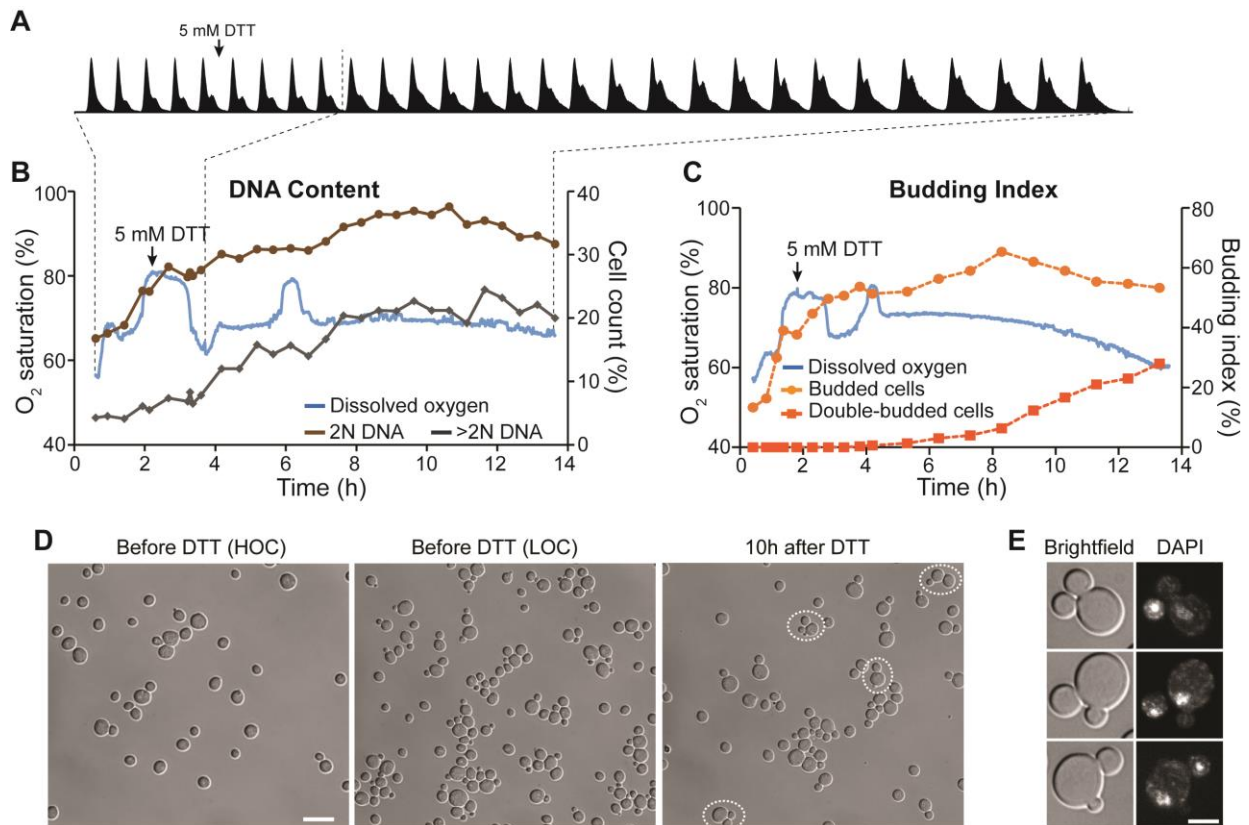 A
5 mM DTT
B
DNA Content
100
80
60
40
O2 saturation (%)
5 mM DTT
Dissolved oxygen
2N DNA
>2N DNA
40
30
20
10
0
Cell count (%)
0 2 4 6 8 10 12 14
Time (h)
C
Budding Index
100
80
60
40
O2 saturation (%)
5 mM DTT
Dissolved oxygen
Budded cells
Double-budded cells
80
60
40
20
0
Budding index (%)
0 2 4 6 8 10 12 14
Time (h)
D
Before DTT (HOC)
Before DTT (LOC)
10h after DTT
E
Brightfield
DAPI